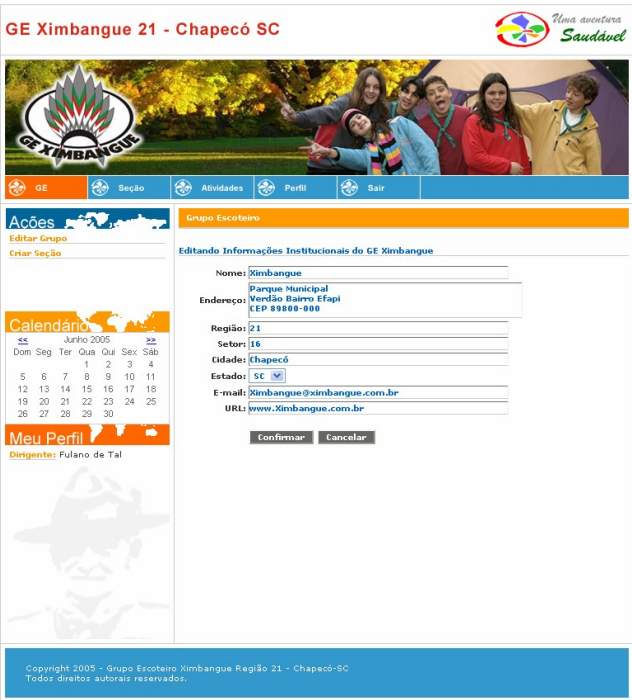 GE Ximbangue 21 - Chapecó SC
Uma aventura
Saudável
GE XIMBANGUE
GE
Seção
Atividades
Perfil
Sair
Ações
Editar Grupo
Criar Seção
Calendário
<< Junho 2005 >>
Dom Seg Ter Qua Qui Sex Sáb
1 2 3 4
5 6 7 8 9 10 11
12 13 14 15 16 17 18
19 20 21 22 23 24 25
26 27 28 29 30
Meu Perfil
Dirigente: Fulano de Tal
Grupo Escoteiro
Editando Informações Institucionais do GE Ximbangue
Nome: Ximbangue
Endereço: Parque Municipal
Verdão Bairro Efapi
CEP 89800-000
Região: 21
Setor: 16
Cidade: Chapecó
Estado: SC
E-mail: Ximbangue@ximbangue.com.br
URL: www.Ximbangue.com.br
Confirmar Cancelar
Copyright 2005 - Grupo Escoteiro Ximbangue Região 21 - Chapecó-SC
Todos direitos autorais reservados.